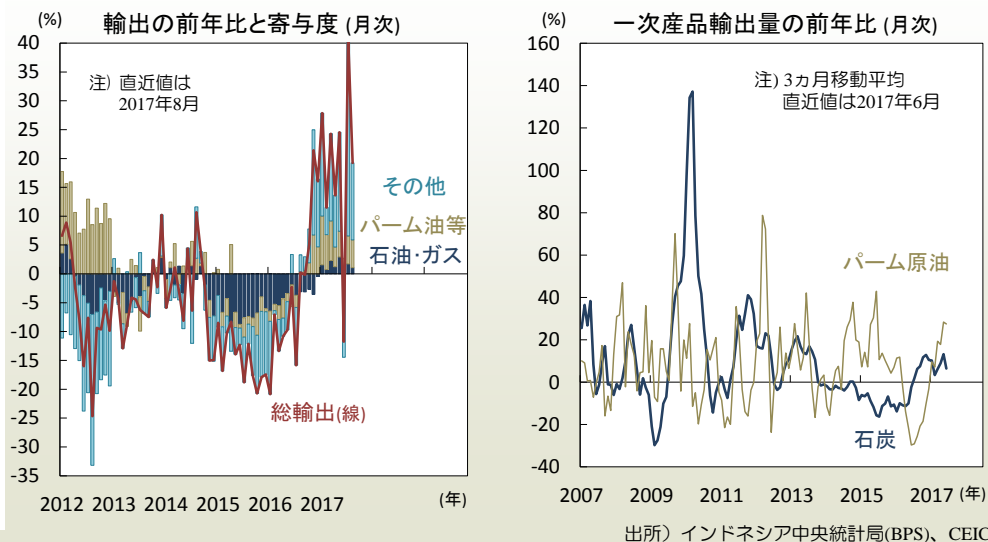 輸出の前年比と寄与度 (月次)
(%)
40
35
30
25
20
15
10
5
0
-5
-10
-15
-20
-25
-30
-35
注) 直近値は
2017年8月
その他
パーム油等
石油・ガス
総輸出(線)
2012 2013 2014 2015 2016 2017
(年)
一次産品輸出量の前年比 (月次)
(%)
160
140
120
100
80
60
40
20
0
-20
-40
注) 3ヵ月移動平均
直近値は2017年6月
パーム原油
石炭
2007 2009 2011 2013 2015 2017 (年)
出所）インドネシア中央統計局(BPS)、CEIC